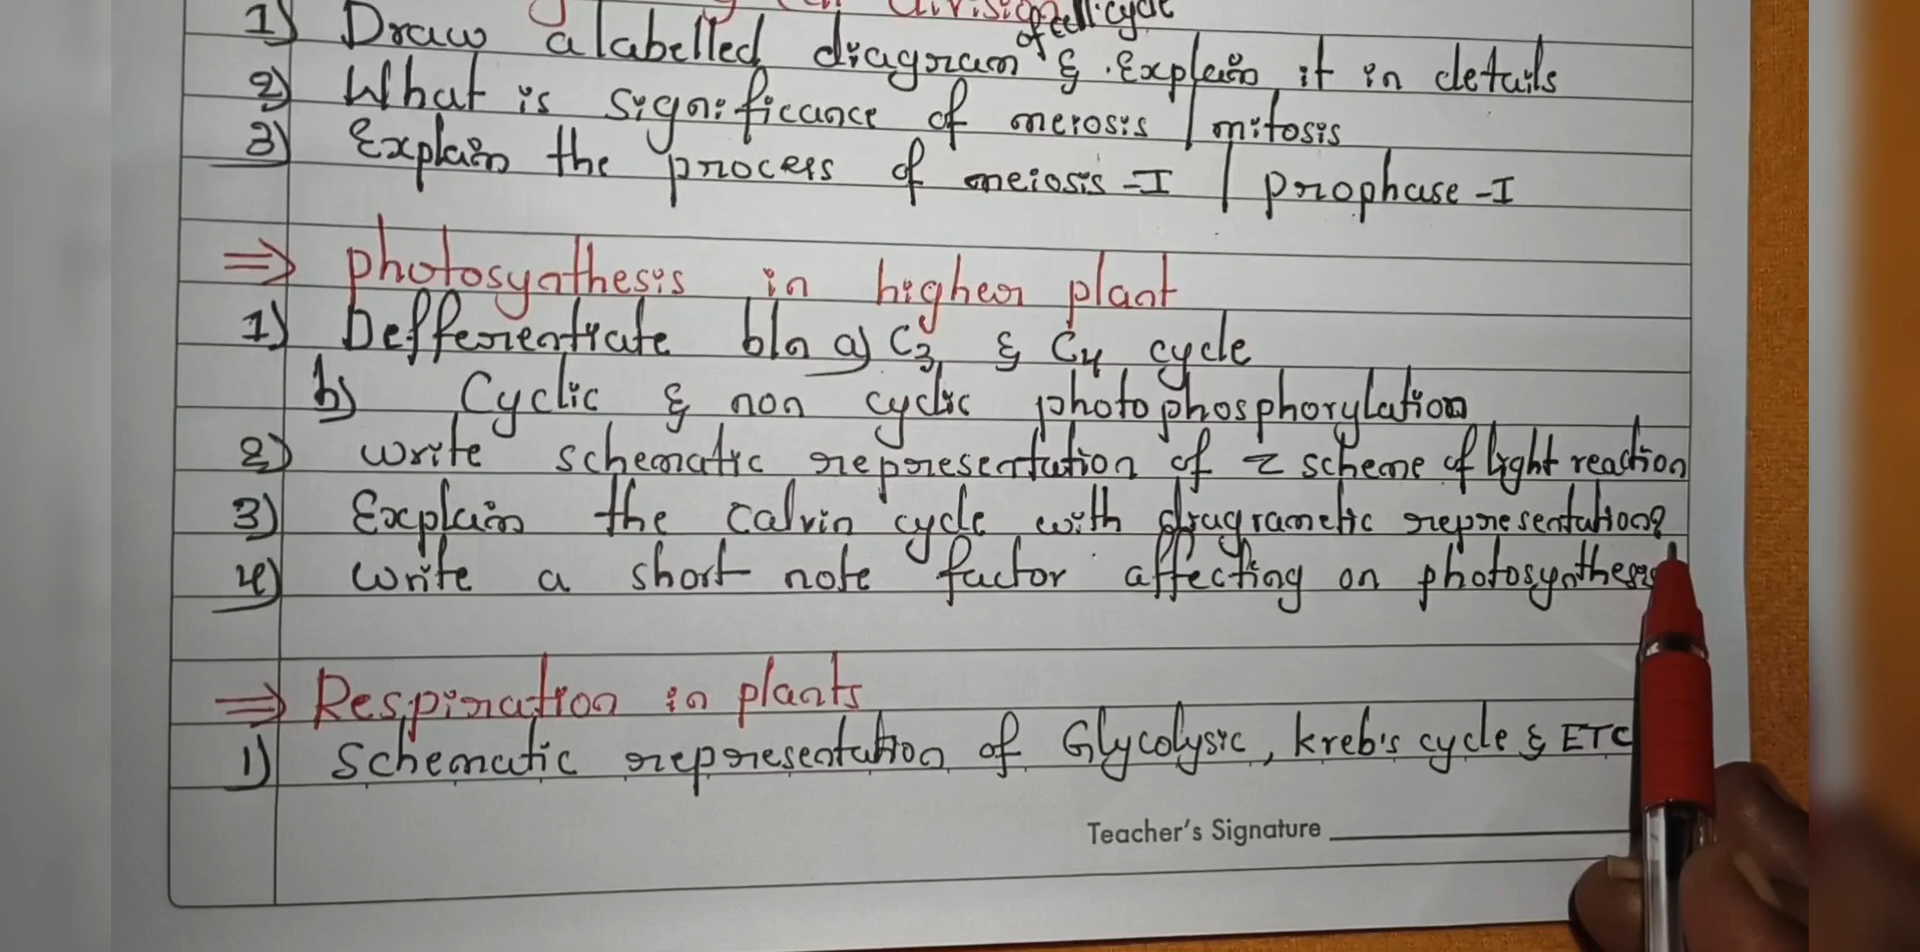 division
1) Draw a labelled diagram of cell cycle & Explain it in details
2) What is significance of meiosis / mitosis
3) Explain the process of meiosis -I / prophase -I
⇒ photosynthesis in higher plant
1) Defferentiate b/n a) C3 & C4 cycle
b) Cyclic & non cyclic photophosphorylation
2) write schematic representation of z scheme of light reaction
3) Explain the calvin cycle with diagrametic representation?
4) write a short note factor affecting on photosynthesis
⇒ Respiration in plants
1) Schematic representation of Glycolysic, kreb's cycle & ETC
Teacher's Signature